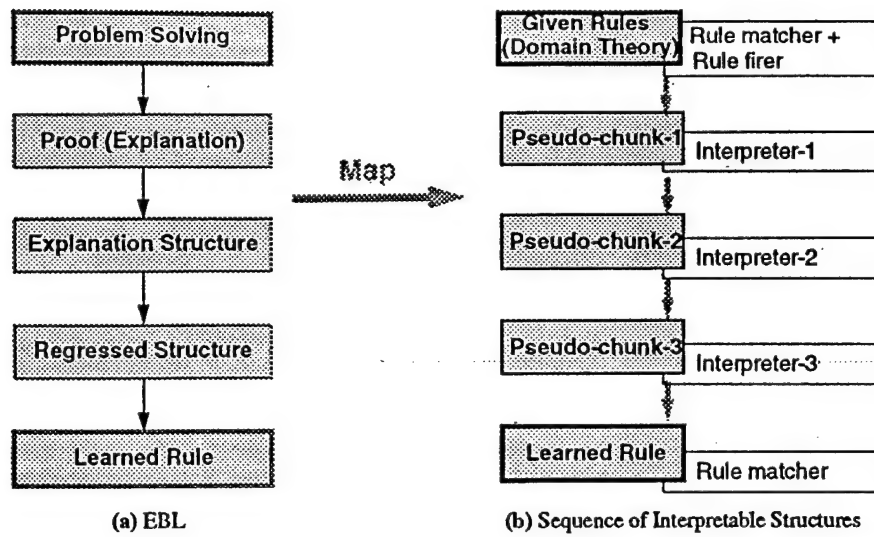 Problem Solving
Proof (Explanation)
Explanation Structure
Regressed Structure
Learned Rule
(a) EBL
Map
Given Rules
(Domain Theory)
Rule matcher +
Rule firer
Pseudo-chunk-1
Interpreter-1
Pseudo-chunk-2
Interpreter-2
Pseudo-chunk-3
Interpreter-3
Learned Rule
Rule matcher
(b) Sequence of Interpretable Structures